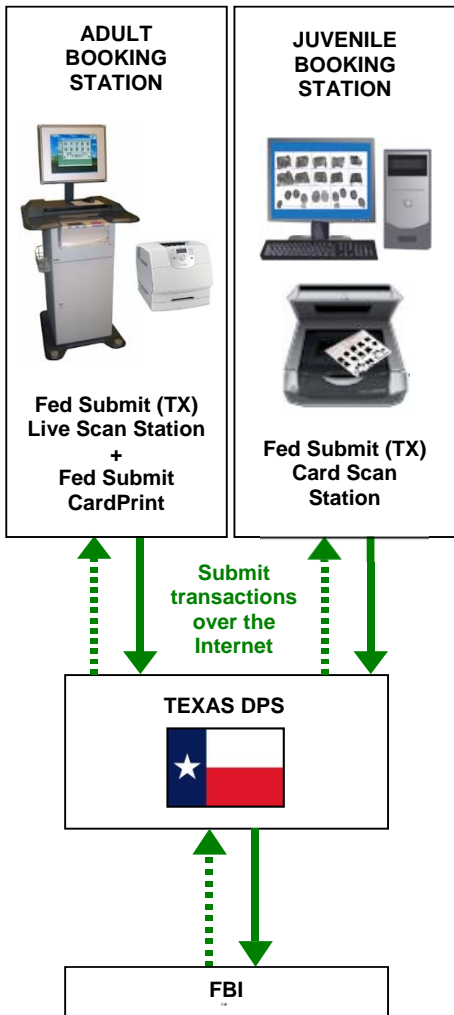 ADULT
BOOKING
STATION
Fed Submit (TX)
Live Scan Station
+
Fed Submit
CardPrint
JUVENILE
BOOKING
STATION
Fed Submit (TX)
Card Scan
Station
Submit
transactions
over the
Internet
TEXAS DPS
FBI